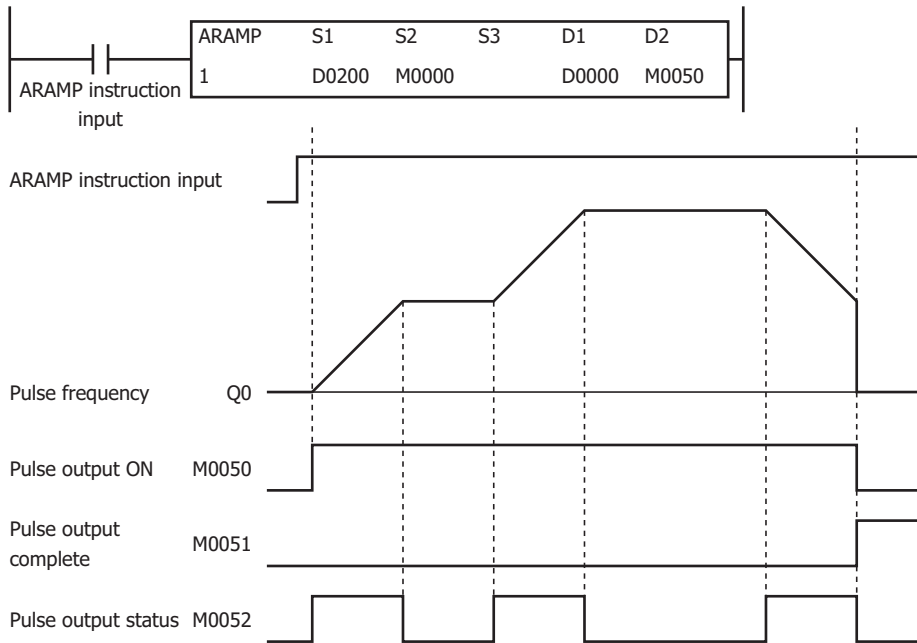 ARAMP S1 S2 S3 D1 D2
1 D0200 M0000 D0000 M0050
ARAMP instruction
input
ARAMP instruction input
Pulse frequency Q0
Pulse output ON M0050
Pulse output
complete M0051
Pulse output status M0052